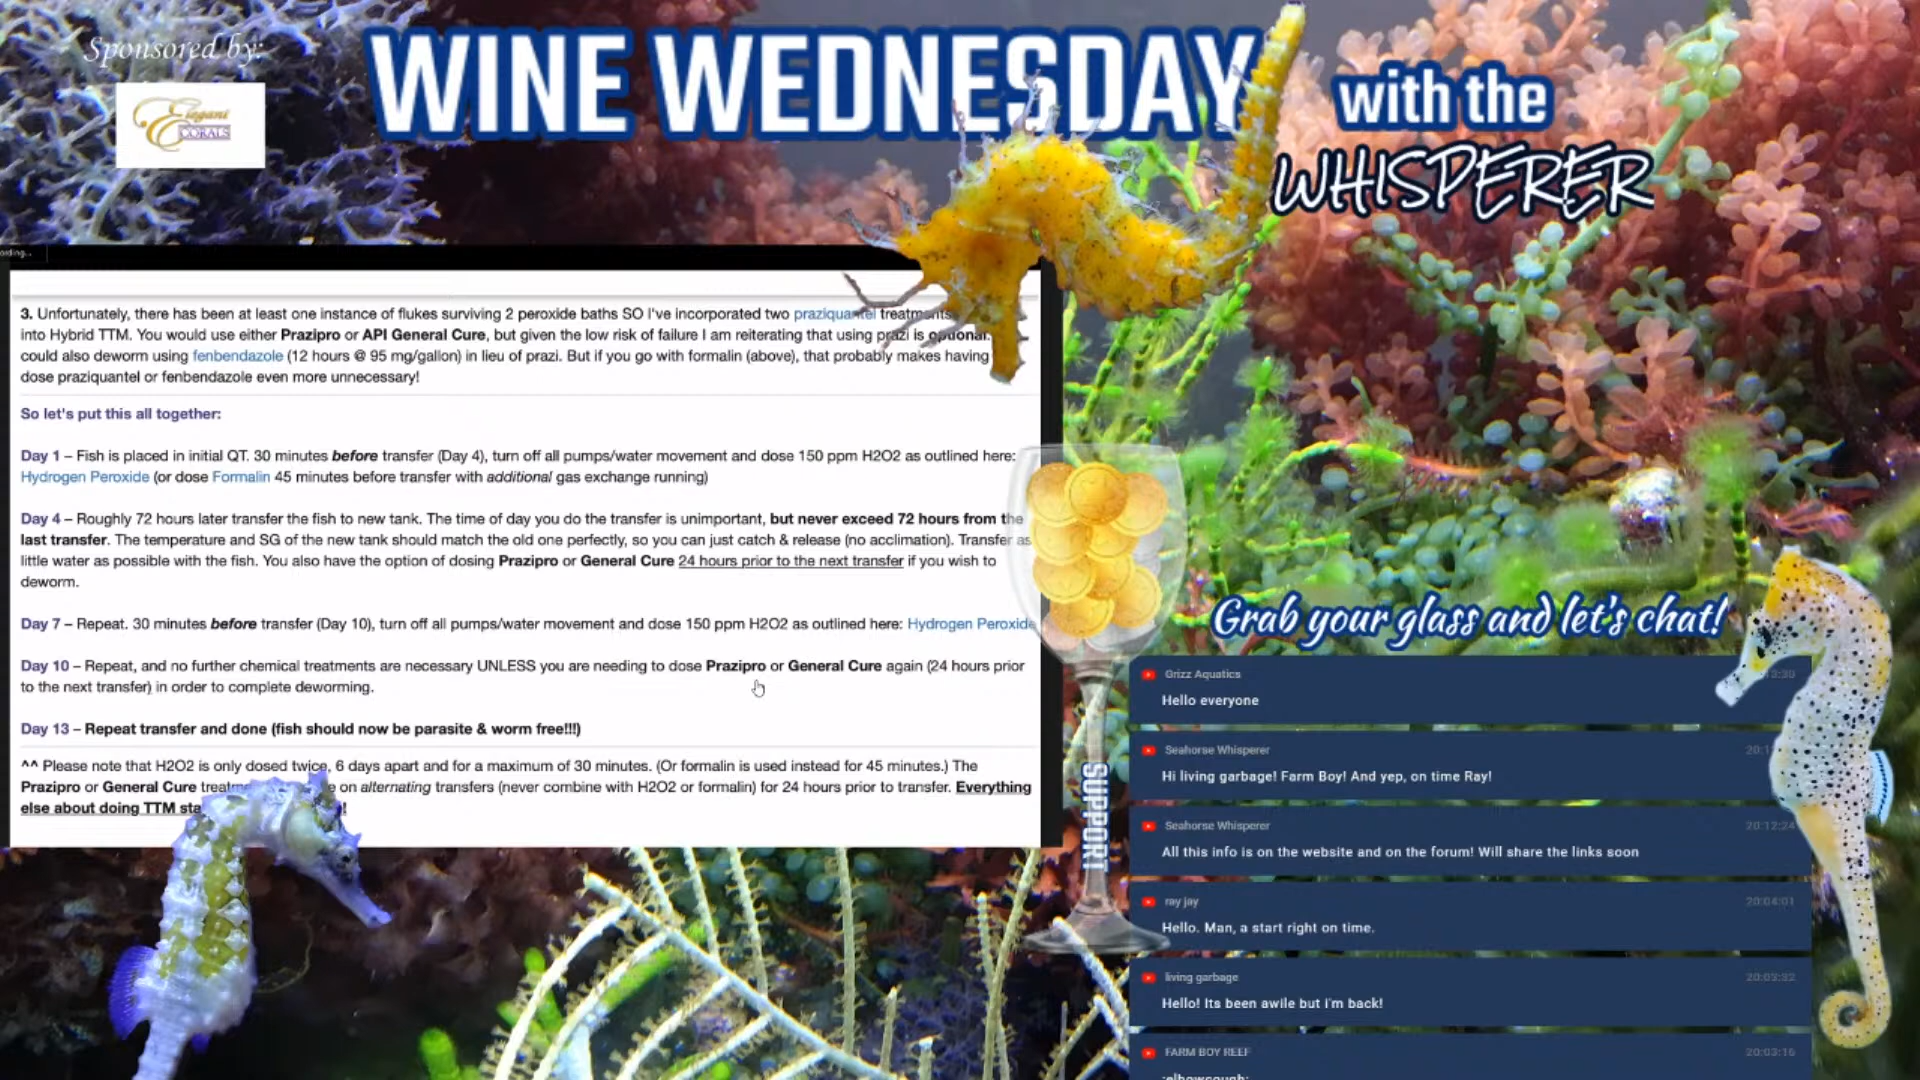 Sponsored by:
Elegant
CORALS
WINE WEDNESDAY
with the
WHISPERER
ording...
3. Unfortunately, there has been at least one instance of flukes surviving 2 peroxide baths SO I've incorporated two praziquantel treatments
into Hybrid TTM. You would use either Prazipro or API General Cure, but given the low risk of failure I am reiterating that using prazi is optional.
could also deworm using fenbendazole (12 hours @ 95 mg/gallon) in lieu of prazi. But if you go with formalin (above), that probably makes having
dose praziquantel or fenbendazole even more unnecessary!
So let's put this all together:
Day 1 – Fish is placed in initial QT. 30 minutes before transfer (Day 4), turn off all pumps/water movement and dose 150 ppm H2O2 as outlined here:
Hydrogen Peroxide (or dose Formalin 45 minutes before transfer with additional gas exchange running)
Day 4 – Roughly 72 hours later transfer the fish to new tank. The time of day you do the transfer is unimportant, but never exceed 72 hours from the
last transfer. The temperature and SG of the new tank should match the old one perfectly, so you can just catch & release (no acclimation). Transfer as
little water as possible with the fish. You also have the option of dosing Prazipro or General Cure 24 hours prior to the next transfer if you wish to
deworm.
Day 7 – Repeat. 30 minutes before transfer (Day 10), turn off all pumps/water movement and dose 150 ppm H2O2 as outlined here: Hydrogen Peroxide
Day 10 – Repeat, and no further chemical treatments are necessary UNLESS you are needing to dose Prazipro or General Cure again (24 hours prior
to the next transfer) in order to complete deworming.
Day 13 – Repeat transfer and done (fish should now be parasite & worm free!!!)
^^ Please note that H2O2 is only dosed twice, 6 days apart and for a maximum of 30 minutes. (Or formalin is used instead for 45 minutes.) The
Prazipro or General Cure on alternating transfers (never combine with H2O2 or formalin) for 24 hours prior to transfer. Everything
else about doing TTM
SUPPORT
Grab your glass and let's chat!
Grizz Aquatics
Hello everyone
Seahorse Whisperer
Hi living garbage! Farm Boy! And yep, on time Ray!
Seahorse Whisperer 20:12:24
All this info is on the website and on the forum! Will share the links soon
ray jay 20:04:01
Hello. Man, a start right on time.
living garbage 20:03:32
Hello! Its been awile but I'm back!
FARM BOY REEF 20:03:16
:elbowcough: